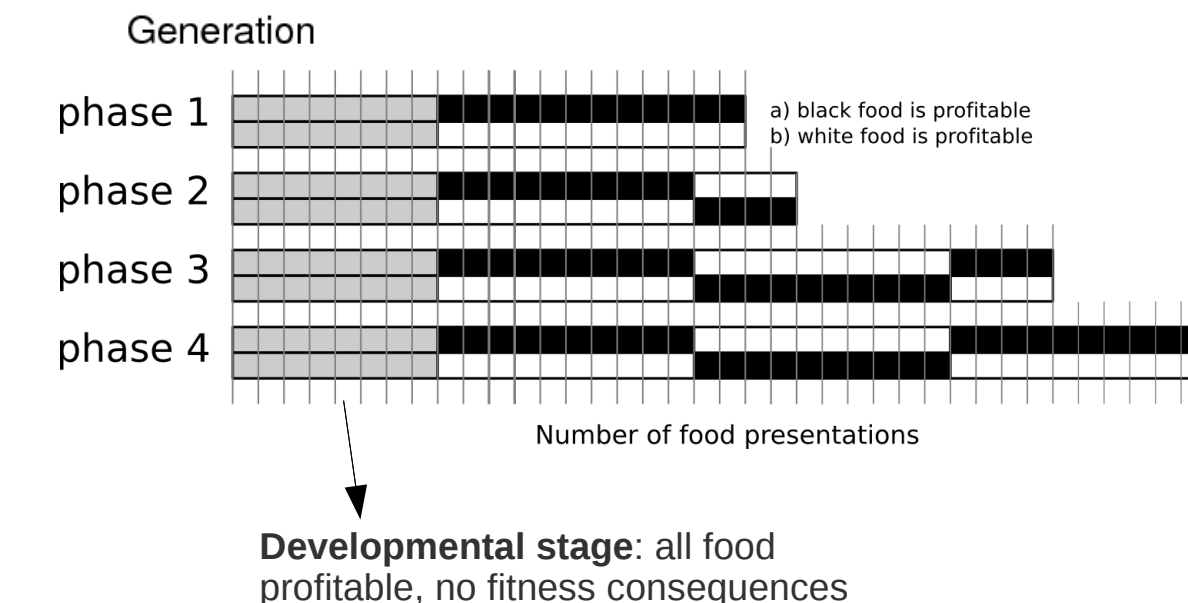 Generation
phase 1
a) black food is profitable
b) white food is profitable
phase 2
phase 3
phase 4
Number of food presentations
Developmental stage: all food
profitable, no fitness consequences